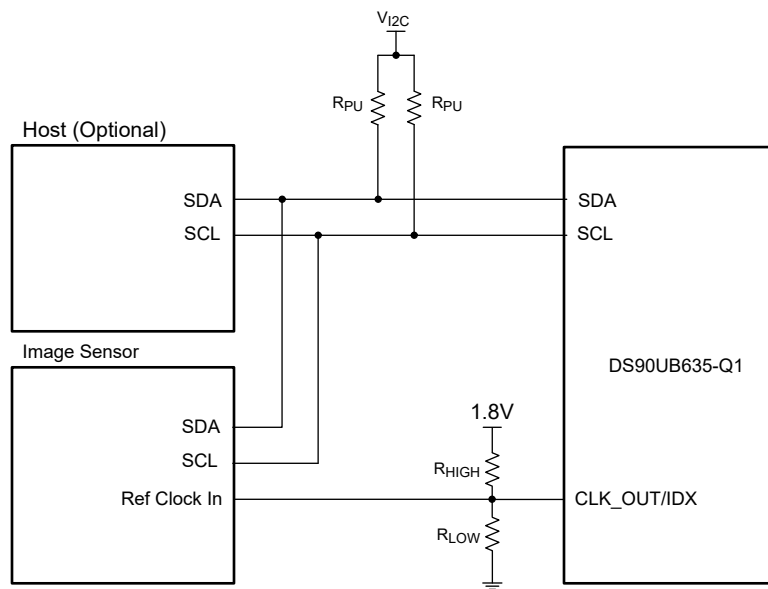 VI2C
RPU
RPU
Host (Optional)
SDA
SCL
SDA
SCL
Image Sensor
DS90UB635-Q1
SDA
SCL
Ref Clock In
1.8V
RHIGH
RLOW
CLK_OUT/IDX